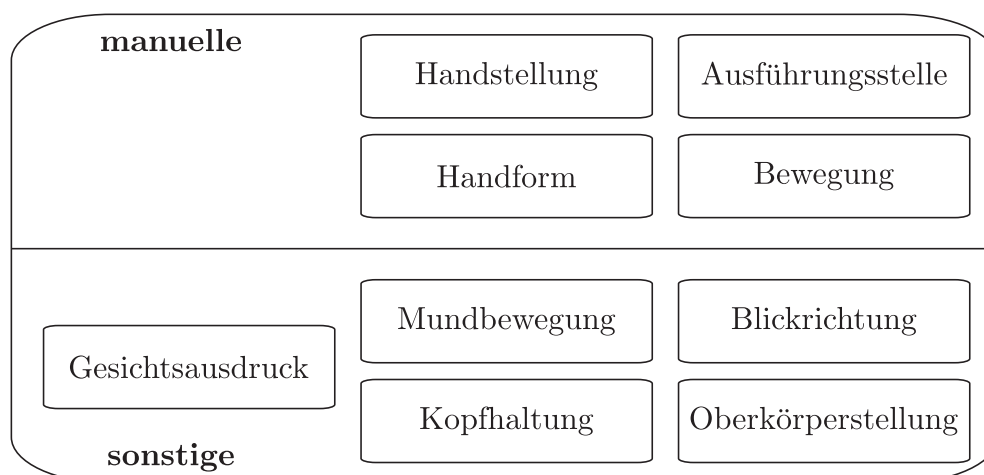 manuelle
Handstellung
Ausführungsstelle
Handform
Bewegung
Mundbewegung
Blickrichtung
Gesichtsausdruck
Kopfhaltung
Oberkörperstellung
sonstige